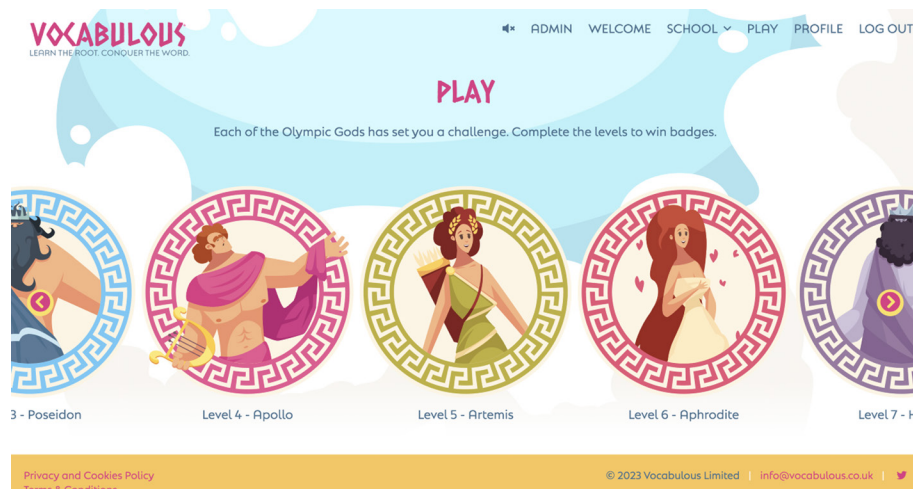 VOCABULOUS
LEARN THE ROOT. CONQUER THE WORD.
ADMIN WELCOME SCHOOL PLAY PROFILE LOG OUT
PLAY
Each of the Olympic Gods has set you a challenge. Complete the levels to win badges.
3 - Poseidon Level 4 - Apollo Level 5 - Artemis Level 6 - Aphrodite Level 7 - H
Privacy and Cookies Policy © 2023 Vocabulous Limited | info@vocabulous.co.uk |
Terms & Conditions